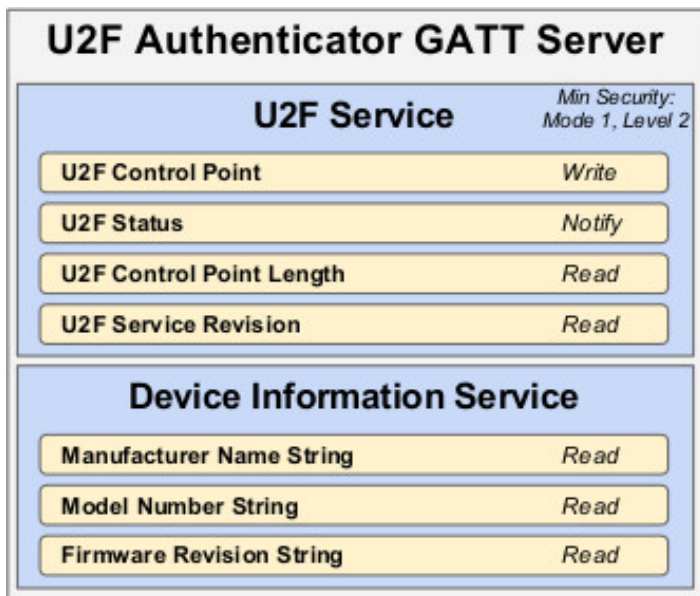 U2F Authenticator GATT Server
U2F Service
Min Security:
Mode 1, Level 2
U2F Control Point Write
U2F Status Notify
U2F Control Point Length Read
U2F Service Revision Read
Device Information Service
Manufacturer Name String Read
Model Number String Read
Firmware Revision String Read